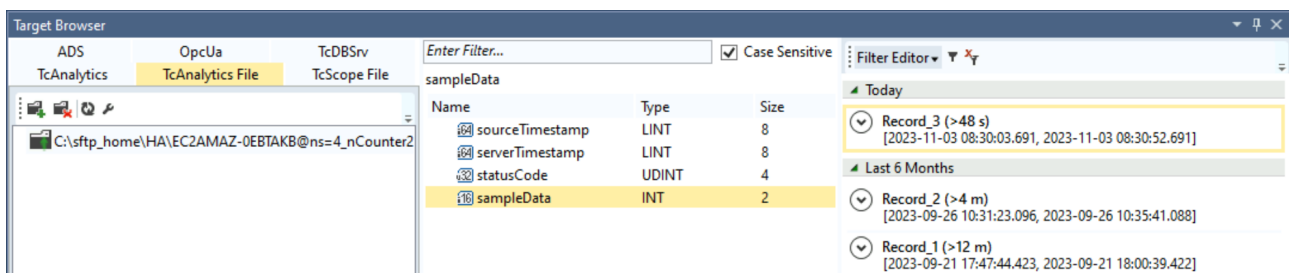 Target Browser
ADS OpcUa TcDBSrv
TcAnalytics TcAnalytics File TcScope File
C:\sftp_home\HA\EC2AMAZ-0EBTAKB@ns=4_nCounter2
Enter Filter... Case Sensitive
sampleData
Name Type Size
i64 sourceTimestamp LINT 8
i64 serverTimestamp LINT 8
u32 statusCode UDINT 4
i16 sampleData INT 2
Filter Editor
Today
Record_3 (>48 s)
[2023-11-03 08:30:03.691, 2023-11-03 08:30:52.691]
Last 6 Months
Record_2 (>4 m)
[2023-09-26 10:31:23.096, 2023-09-26 10:35:41.088]
Record_1 (>12 m)
[2023-09-21 17:47:44.423, 2023-09-21 18:00:39.422]